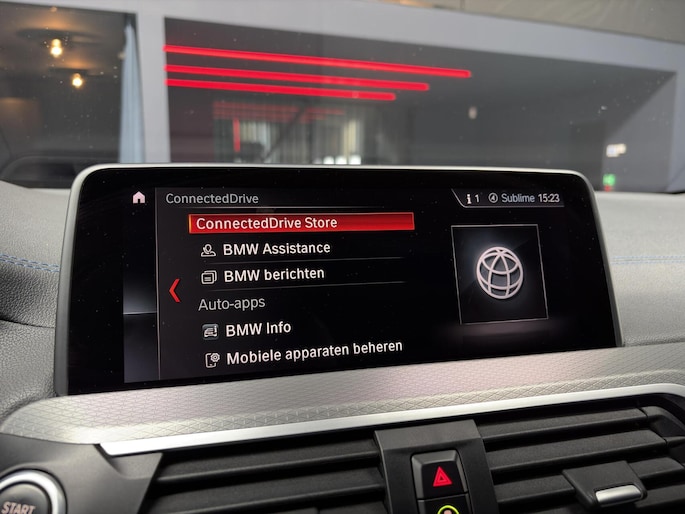 ConnectedDrive
i 1 ④ Sublime 15:23
ConnectedDrive Store
BMW Assistance
BMW berichten
Auto-apps
BMW Info
Mobiele apparaten beheren
START